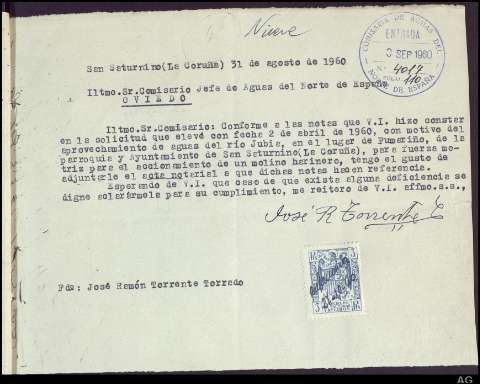 Nueve
COMISARIA DE AGUAS DEL
ENTRADA
3 SEP 1960
Nº 4017
110
NORTE DE ESPAÑA
San Saturnino(La Coruña) 31 de agosto de 1960
Iltmo.Sr.Comisario Jefe de Aguas del Norte de España
OVIEDO
Iltmo.Sr.Comisario: Conforme a las notas que V.I. hizo constar
en la solicitud que elevé con fecha 2 de abril de 1960, con motivo del
aprovechamiento de aguas del río Jubia, en el lugar de Fumariño, de la
parroquia y Ayuntamiento de San Saturnino(La Coruña), para fuerza mo-
triz para el accionamiento de un molino harinero, tengo el gusto de
adjuntarle el acta notarial a que dichas notas hacen referencia.
Esperando de V.I. que caso de que exista alguna deficiencia se
digne aclarármela para su cumplimiento, me reitero de V.I. affmo.s.s.,
José R Torrente
Fdº: José Ramón Torrente Torrado
AG